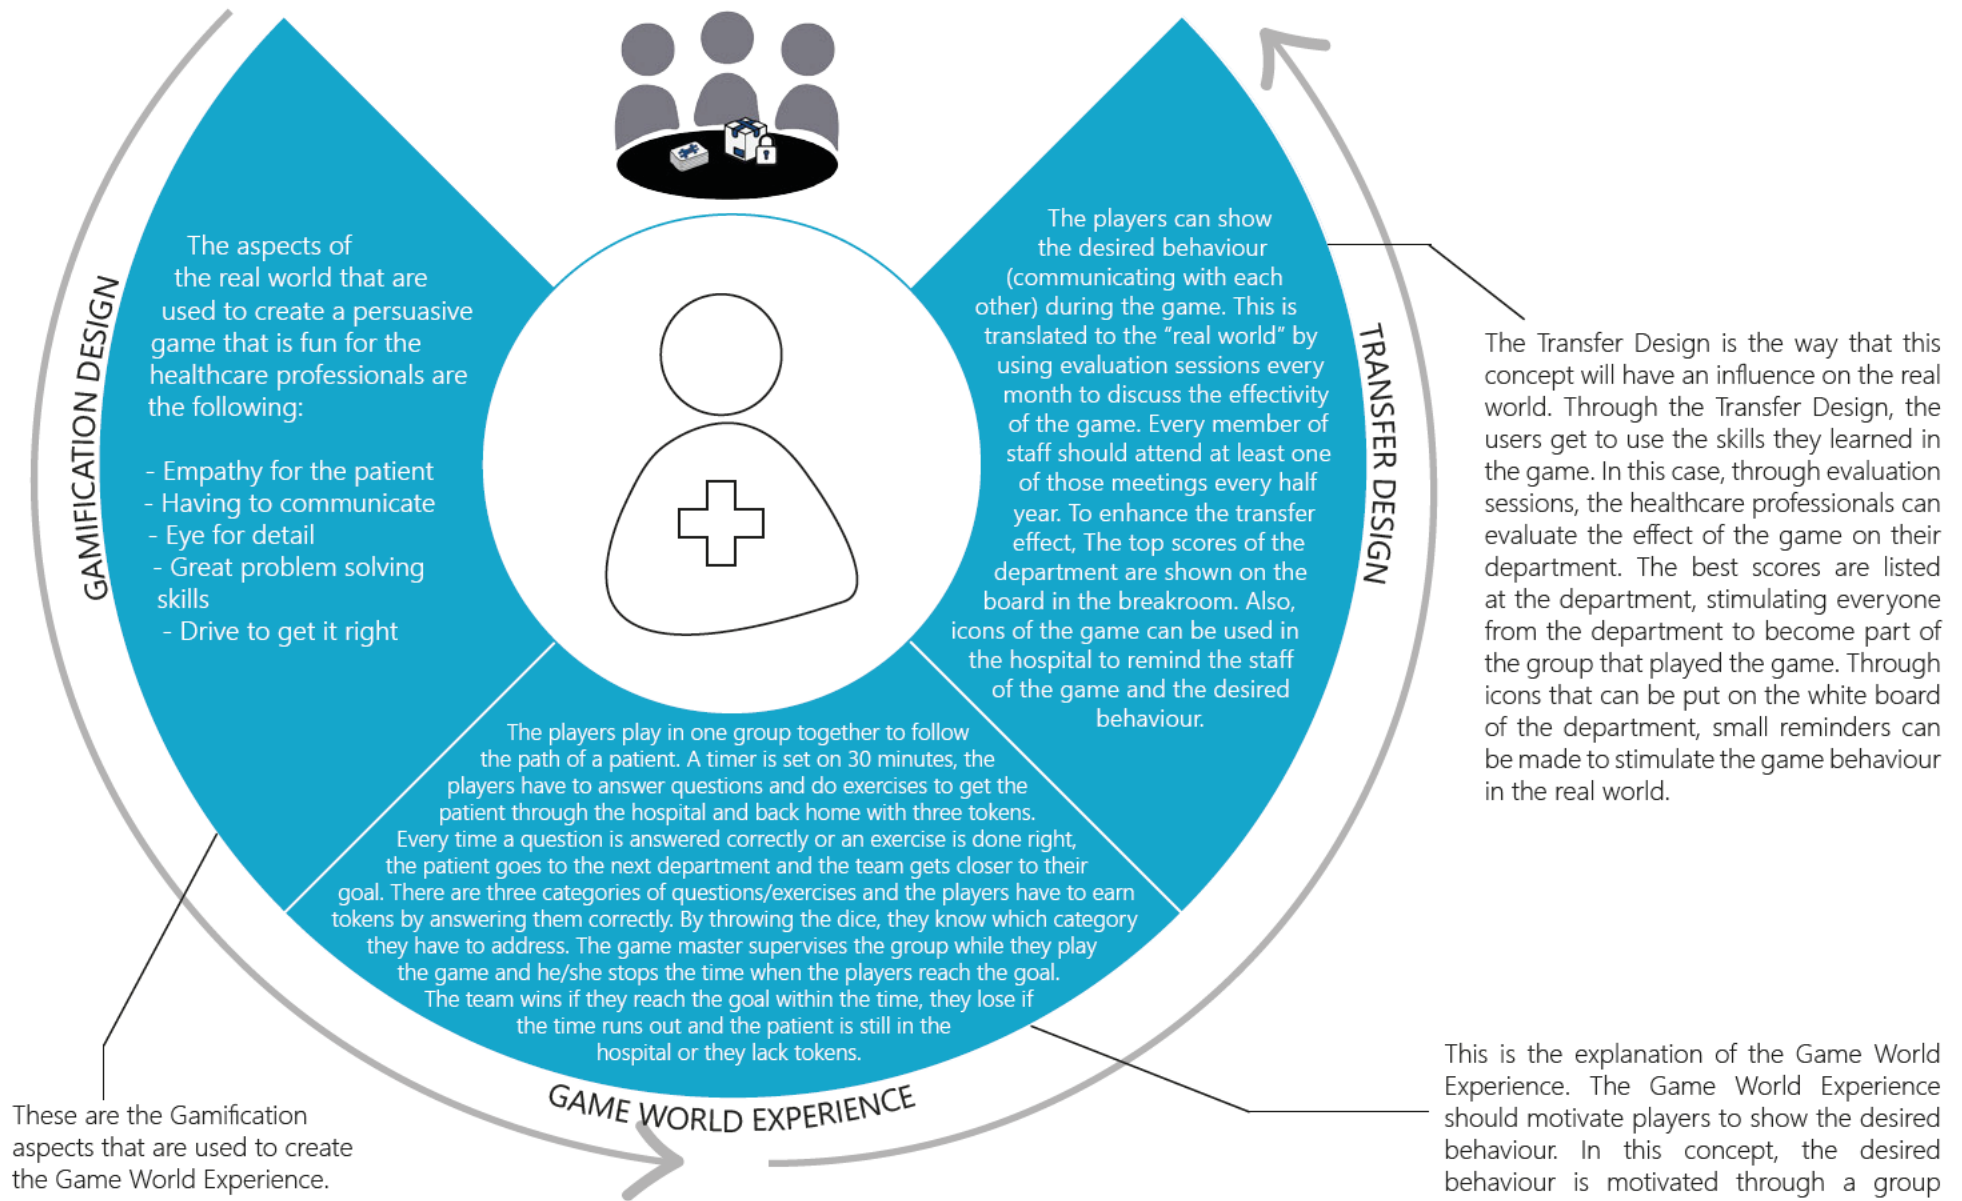 GAMIFICATION DESIGN
The aspects of
the real world that are
used to create a persuasive
game that is fun for the
healthcare professionals are
the following:
- Empathy for the patient
- Having to communicate
- Eye for detail
- Great problem solving
skills
- Drive to get it right
These are the Gamification
aspects that are used to create
the Game World Experience.
The players play in one group together to follow
the path of a patient. A timer is set on 30 minutes, the
players have to answer questions and do exercises to get the
patient through the hospital and back home with three tokens.
Every time a question is answered correctly or an exercise is done right,
the patient goes to the next department and the team gets closer to their
goal. There are three categories of questions/exercises and the players have to earn
tokens by answering them correctly. By throwing the dice, they know which category
they have to address. The game master supervises the group while they play
the game and he/she stops the time when the players reach the goal.
The team wins if they reach the goal within the time, they lose if
the time runs out and the patient is still in the
hospital or they lack tokens.
GAME WORLD EXPERIENCE
The players can show
the desired behaviour
(communicating with each
other) during the game. This is
translated to the “real world” by
using evaluation sessions every
month to discuss the effectivity
of the game. Every member of
staff should attend at least one
of those meetings every half
year. To enhance the transfer
effect, The top scores of the
department are shown on the
board in the breakroom. Also,
icons of the game can be used in
the hospital to remind the staff
of the game and the desired
behaviour.
TRANSFER DESIGN
The Transfer Design is the way that this
concept will have an influence on the real
world. Through the Transfer Design, the
users get to use the skills they learned in
the game. In this case, through evaluation
sessions, the healthcare professionals can
evaluate the effect of the game on their
department. The best scores are listed
at the department, stimulating everyone
from the department to become part of
the group that played the game. Through
icons that can be put on the white board
of the department, small reminders can
be made to stimulate the game behaviour
in the real world.
This is the explanation of the Game World
Experience. The Game World Experience
should motivate players to show the desired
behaviour. In this concept, the desired
behaviour is motivated through a group